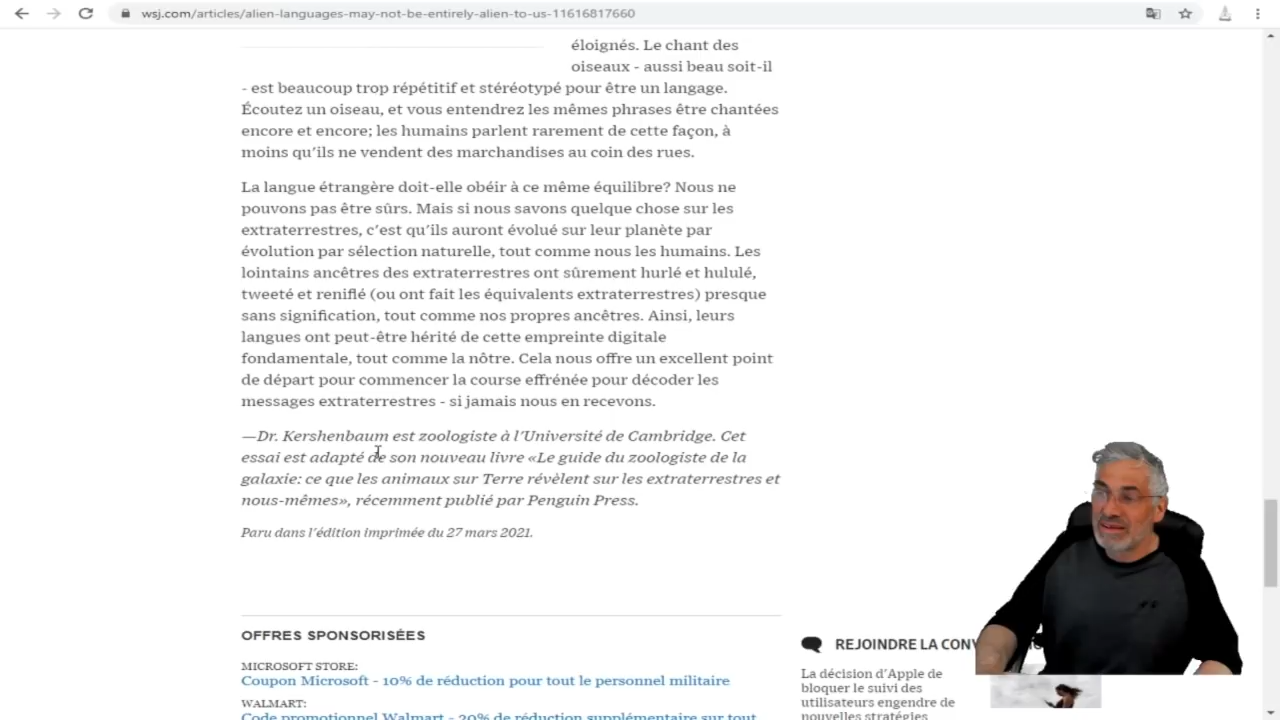 wsj.com/articles/alien-languages-may-not-be-entirely-alien-to-us-11616817660
éloignés. Le chant des
oiseaux - aussi beau soit-il
- est beaucoup trop répétitif et stéréotypé pour être un langage.
Écoutez un oiseau, et vous entendrez les mêmes phrases être chantées
encore et encore; les humains parlent rarement de cette façon, à
moins qu'ils ne vendent des marchandises au coin des rues.
La langue étrangère doit-elle obéir à ce même équilibre? Nous ne
pouvons pas être sûrs. Mais si nous savons quelque chose sur les
extraterrestres, c'est qu'ils auront évolué sur leur planète par
évolution par sélection naturelle, tout comme nous les humains. Les
lointains ancêtres des extraterrestres ont sûrement hurlé et hululé,
tweeté et reniflé (ou ont fait les équivalents extraterrestres) presque
sans signification, tout comme nos propres ancêtres. Ainsi, leurs
langues ont peut-être hérité de cette empreinte digitale
fondamentale, tout comme la nôtre. Cela nous offre un excellent point
de départ pour commencer la course effrénée pour décoder les
messages extraterrestres - si jamais nous en recevons.
—Dr. Kershenbaum est zoologiste à l'Université de Cambridge. Cet
essai est adapté de son nouveau livre «Le guide du zoologiste de la
galaxie: ce que les animaux sur Terre révèlent sur les extraterrestres et
nous-mêmes», récemment publié par Penguin Press.
Paru dans l'édition imprimée du 27 mars 2021.
OFFRES SPONSORISÉES
MICROSOFT STORE:
Coupon Microsoft - 10% de réduction pour tout le personnel militaire
WALMART:
Code promotionnel Walmart - 20% de réduction supplémentaire sur tout
REJOINDRE LA
La décision d'Apple de
bloquer le suivi des
utilisateurs engendre de
nouvelles stratégies